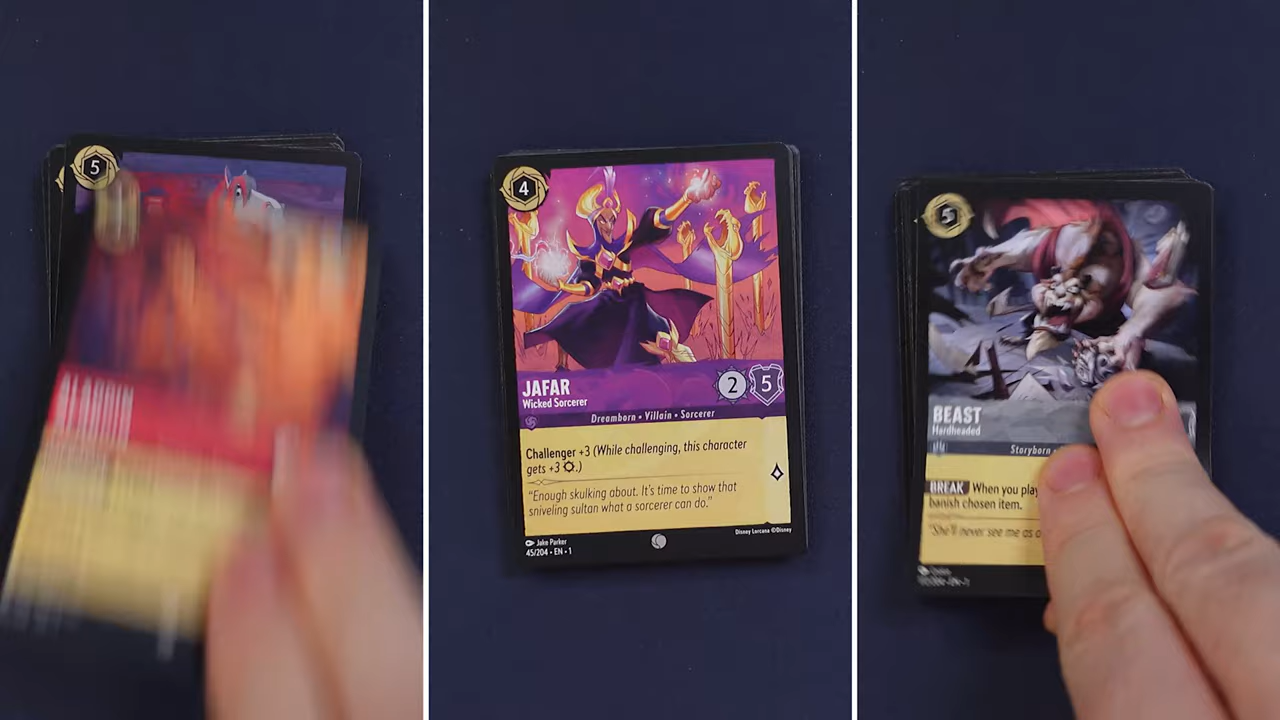 5
ALADDIN
4
JAFAR
Wicked Sorcerer
2
5
Dreamborn • Villain • Sorcerer
Challenger +3 (While challenging, this character
gets +3 .)
“Enough skulking about. It’s time to show that
sniveling sultan what a sorcerer can do.”
Jake Parker
Disney Lorcana ©Disney
45/204 • EN • 1
5
BEAST
Hardheaded
Storyborn •
BREAK When you play
banish chosen item.
“She’ll never see me as